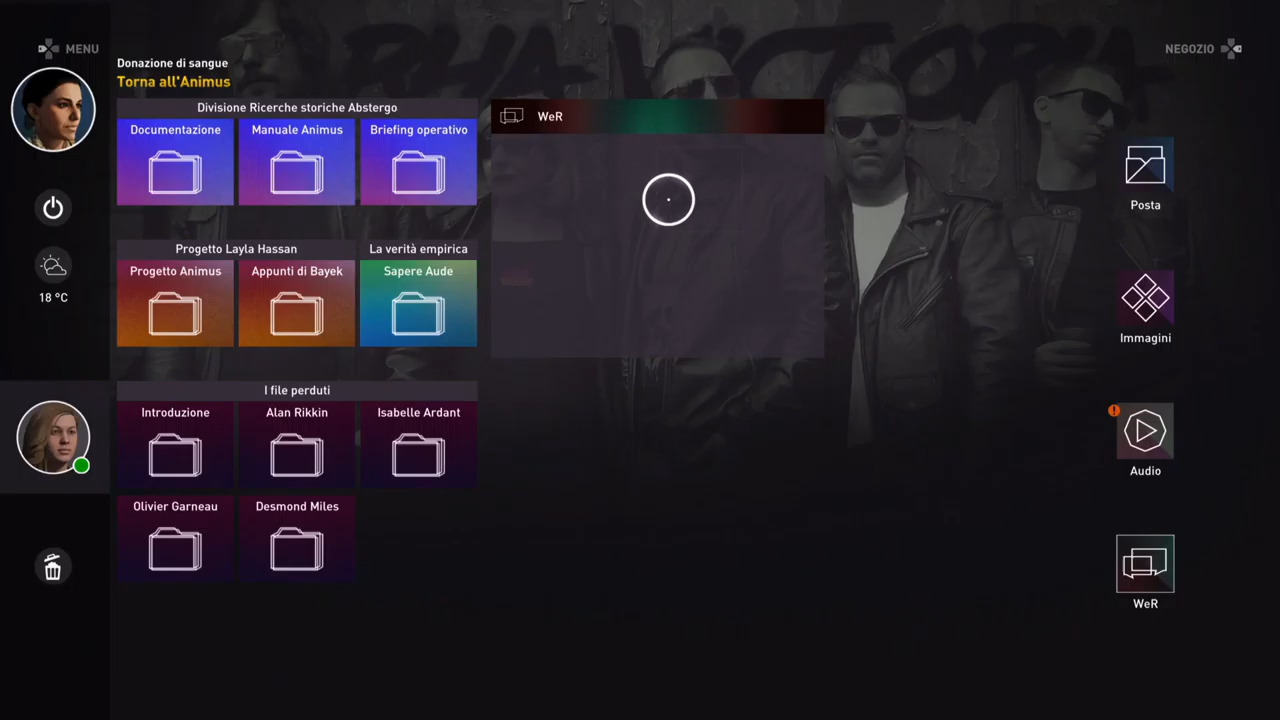 MENU
NEGOZIO
Donazione di sangue
Torna all'Animus
Divisione Ricerche storiche Abstergo
Documentazione
Manuale Animus
Briefing operativo
WeR
Progetto Layla Hassan
La verità empirica
Progetto Animus
Appunti di Bayek
Sapere Aude
18 °C
I file perduti
Introduzione
Alan Rikkin
Isabelle Ardant
Olivier Garneau
Desmond Miles
Posta
Immagini
!
Audio
WeR